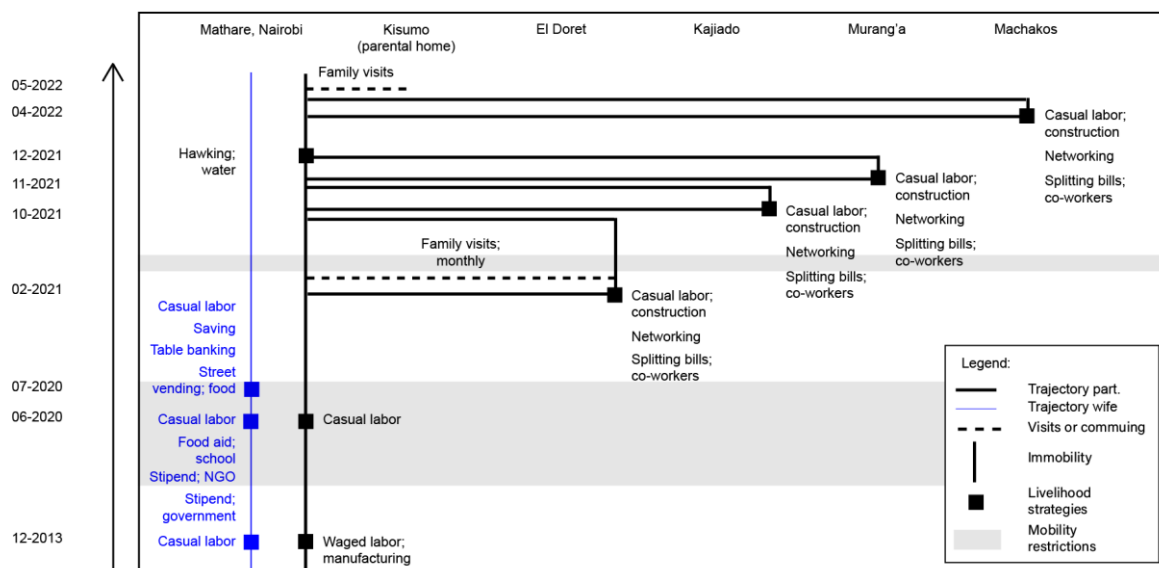 Mathare, Nairobi
Kisumo
(parental home)
El Doret
Kajiado
Murang'a
Machakos
05-2022
Family visits
04-2022
Casual labor;
construction
Networking
Splitting bills;
co-workers
12-2021
Hawking;
water
11-2021
Casual labor;
construction
Networking
Splitting bills;
co-workers
10-2021
Casual labor;
construction
Networking
Splitting bills;
co-workers
Family visits;
monthly
02-2021
Casual labor;
construction
Networking
Splitting bills;
co-workers
Casual labor
Saving
Table banking
Street
vending; food
07-2020
06-2020
Casual labor
Casual labor
Food aid;
school
Stipend; NGO
Stipend;
government
12-2013
Casual labor
Waged labor;
manufacturing
Legend:
Trajectory part.
Trajectory wife
Visits or commuing
Immobility
Livelihood
strategies
Mobility
restrictions